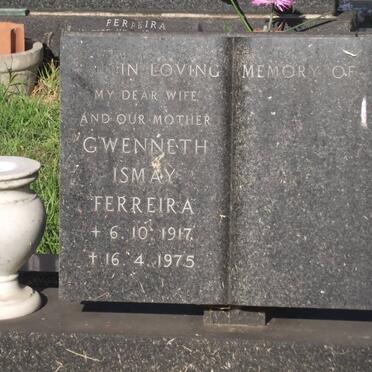 FERREIRA
IN LOVING MEMORY OF
MY DEAR WIFE
AND OUR MOTHER
GWENNETH
ISMAY
FERREIRA
+ 6. 10. 1917.
+ 16. 4. 1975